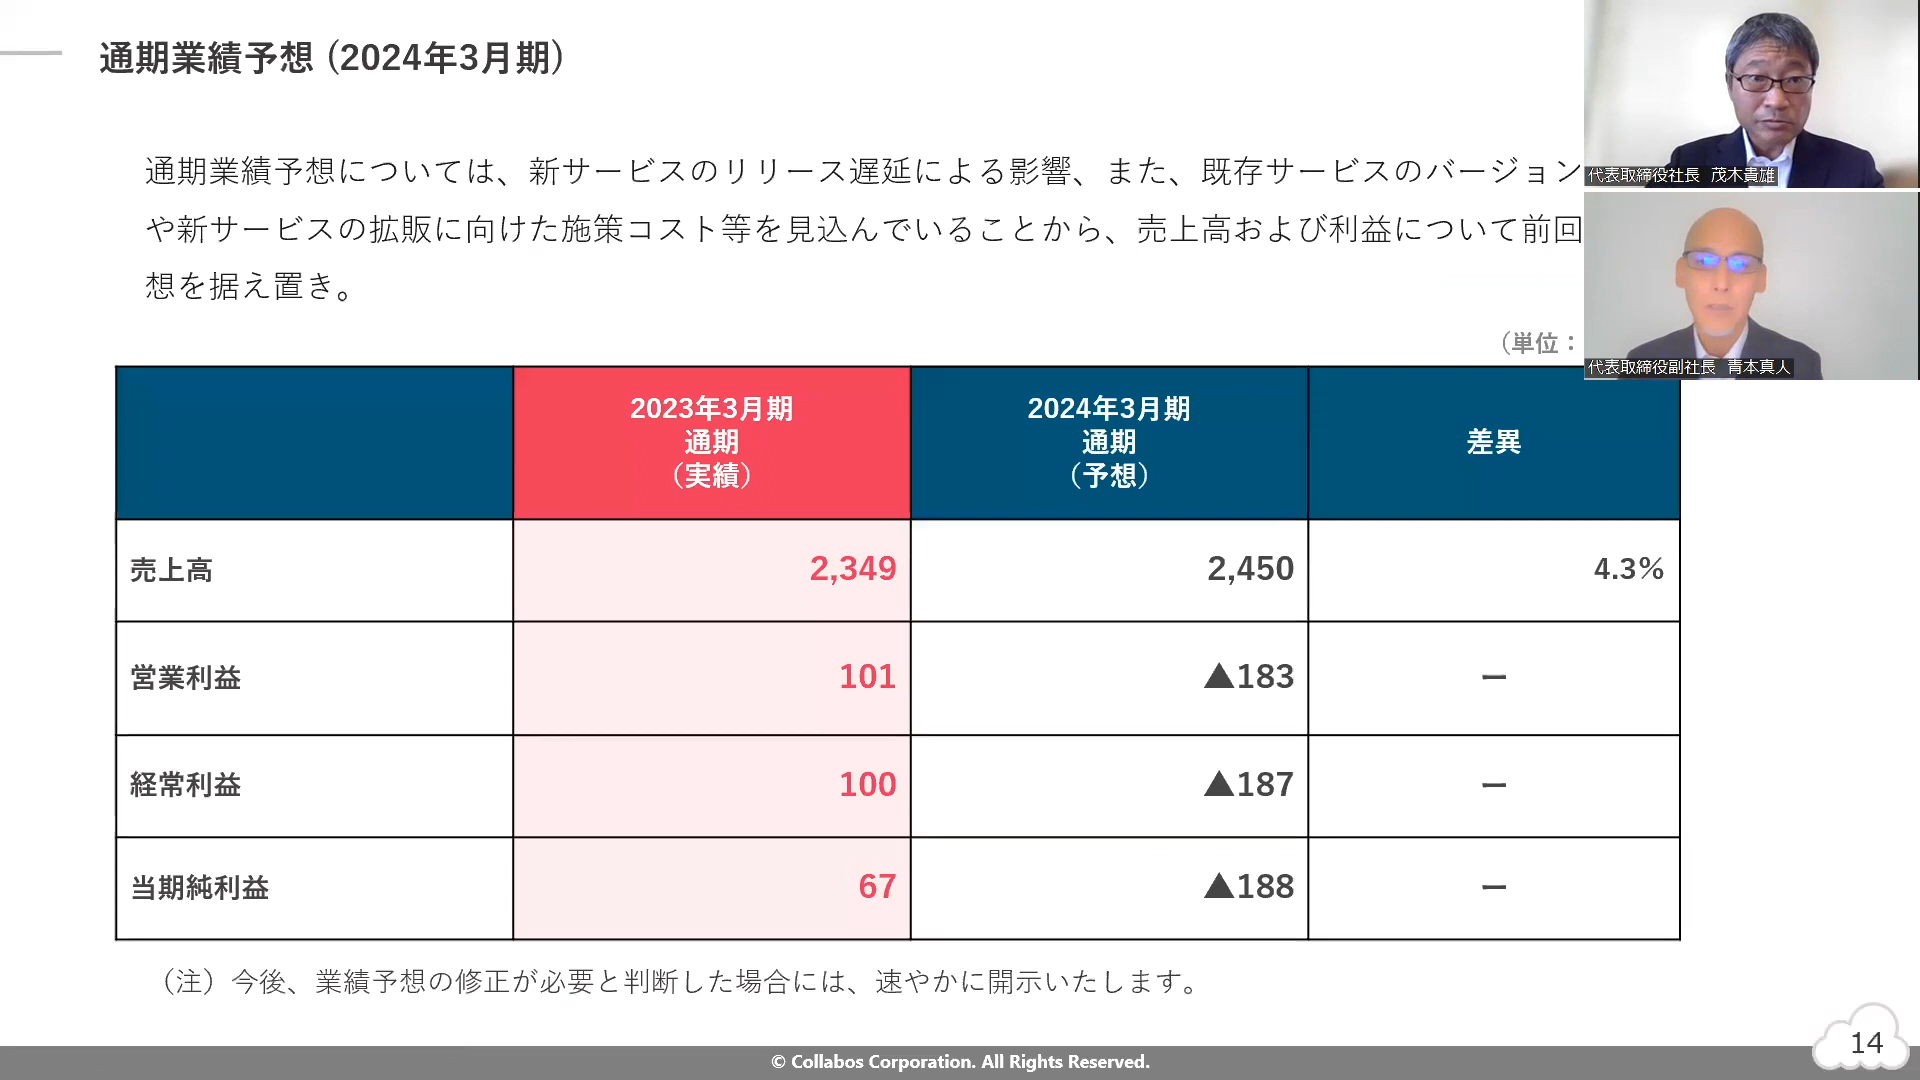 通期業績予想 (2024年3月期)
通期業績予想については、新サービスのリリース遅延による影響、また、既存サービスのバージョン
や新サービスの拡販に向けた施策コスト等を見込んでいることから、売上高および利益について前回
想を据え置き。
代表取締役社長 茂木貴雄
代表取締役副社長 青本真人
（単位：
2023年3月期
通期
（実績）
2024年3月期
通期
（予想）
差異
売上高 2,349 2,450 4.3%
営業利益 101 ▲183 ー
経常利益 100 ▲187 ー
当期純利益 67 ▲188 ー
（注）今後、業績予想の修正が必要と判断した場合には、速やかに開示いたします。
14
© Collabos Corporation. All Rights Reserved.